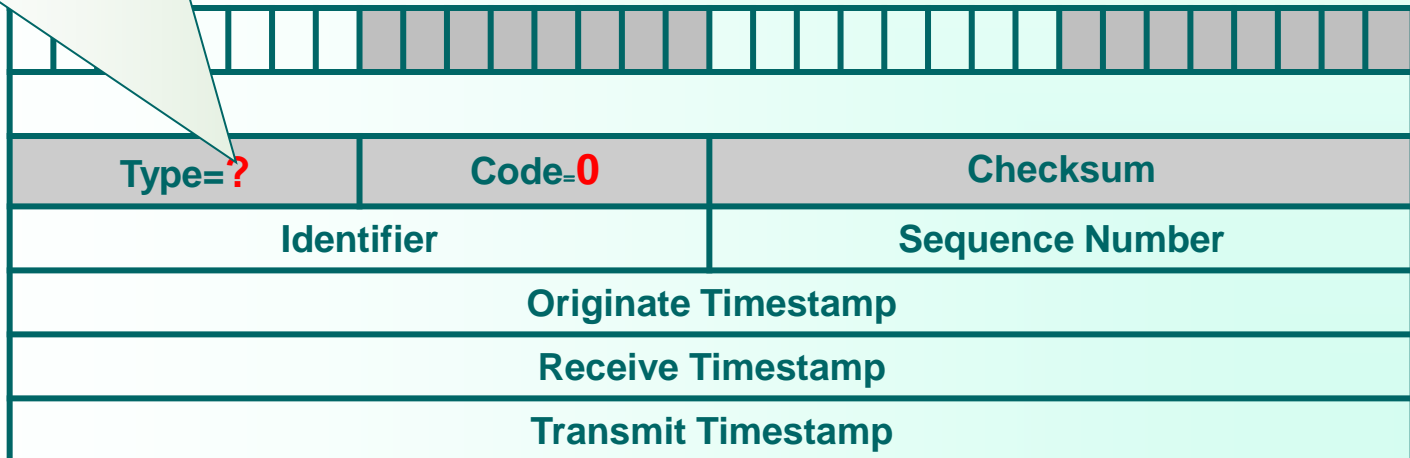 Type=? Code=0 Checksum
Identifier Sequence Number
Originate Timestamp
Receive Timestamp
Transmit Timestamp